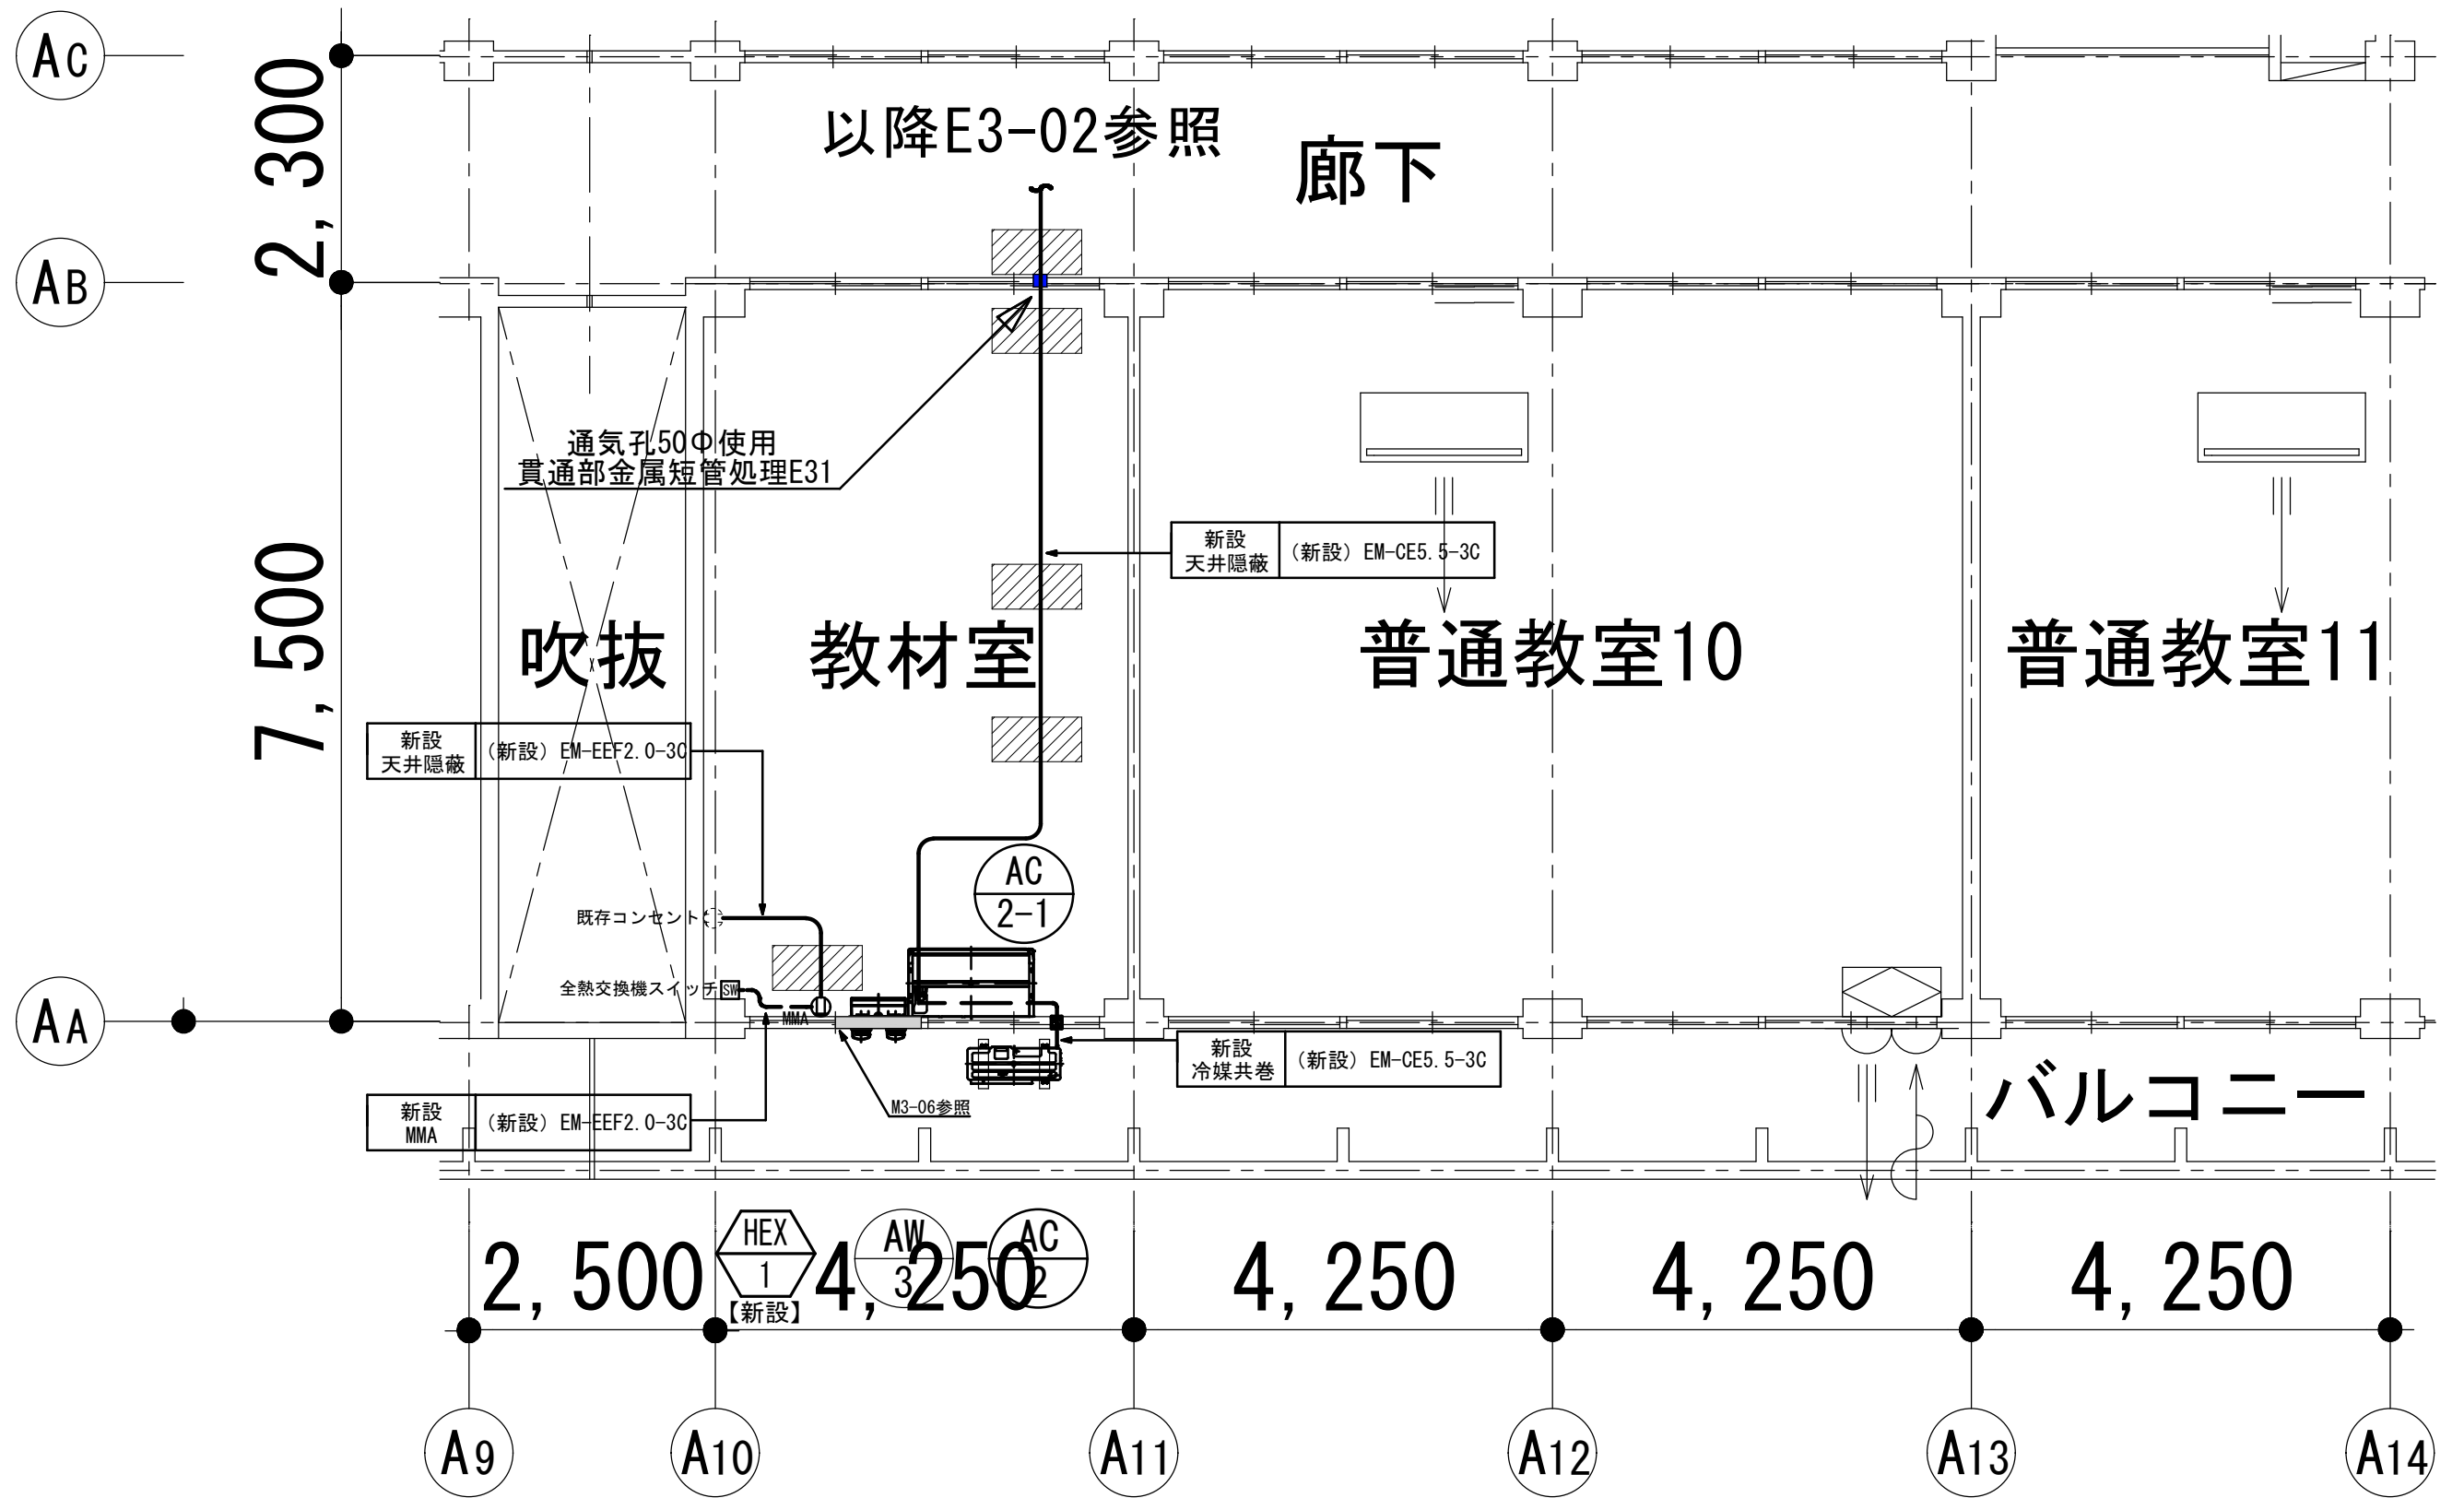 AC
2,300
以降E3-02参照
廊下
AB
通気孔50Φ使用
貫通部金属短管処理E31
新設
天井隠蔽
(新設) EM-CE5.5-3C
7,500
吹抜
教材室
普通教室10
普通教室11
新設
天井隠蔽
(新設) EM-EEF2.0-3C
AC
2-1
既存コンセント
全熱交換機スイッチ
SW
MMA
AA
新設
冷媒共巻
(新設) EM-CE5.5-3C
バルコニー
M3-06参照
新設
MMA
(新設) EM-EEF2.0-3C
HEX
1
【新設】
AW
3
AC
2
2,500
4,250
4,250
4,250
4,250
A9
A10
A11
A12
A13
A14